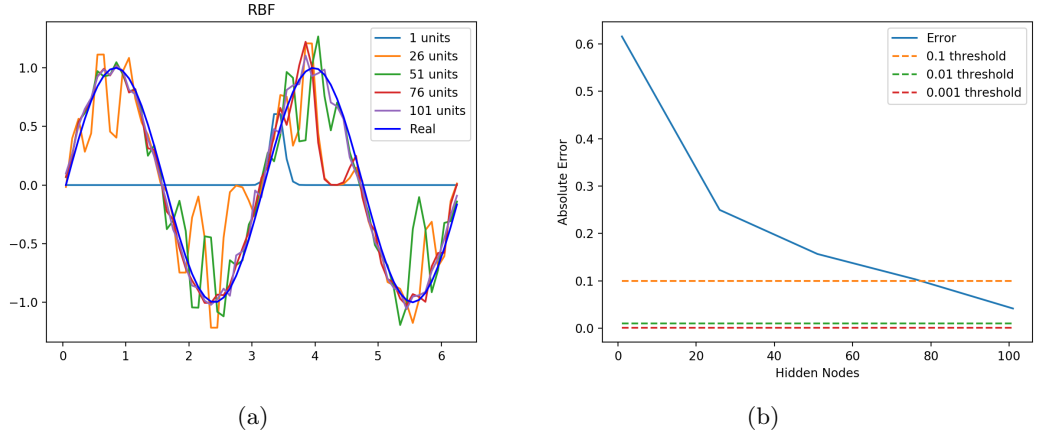 RBF
1 units
26 units
51 units
76 units
101 units
Real
1.0
0.5
0.0
−0.5
−1.0
0 1 2 3 4 5 6
(a)
Error
0.1 threshold
0.01 threshold
0.001 threshold
Absolute Error
0.6
0.5
0.4
0.3
0.2
0.1
0.0
0 20 40 60 80 100
Hidden Nodes
(b)